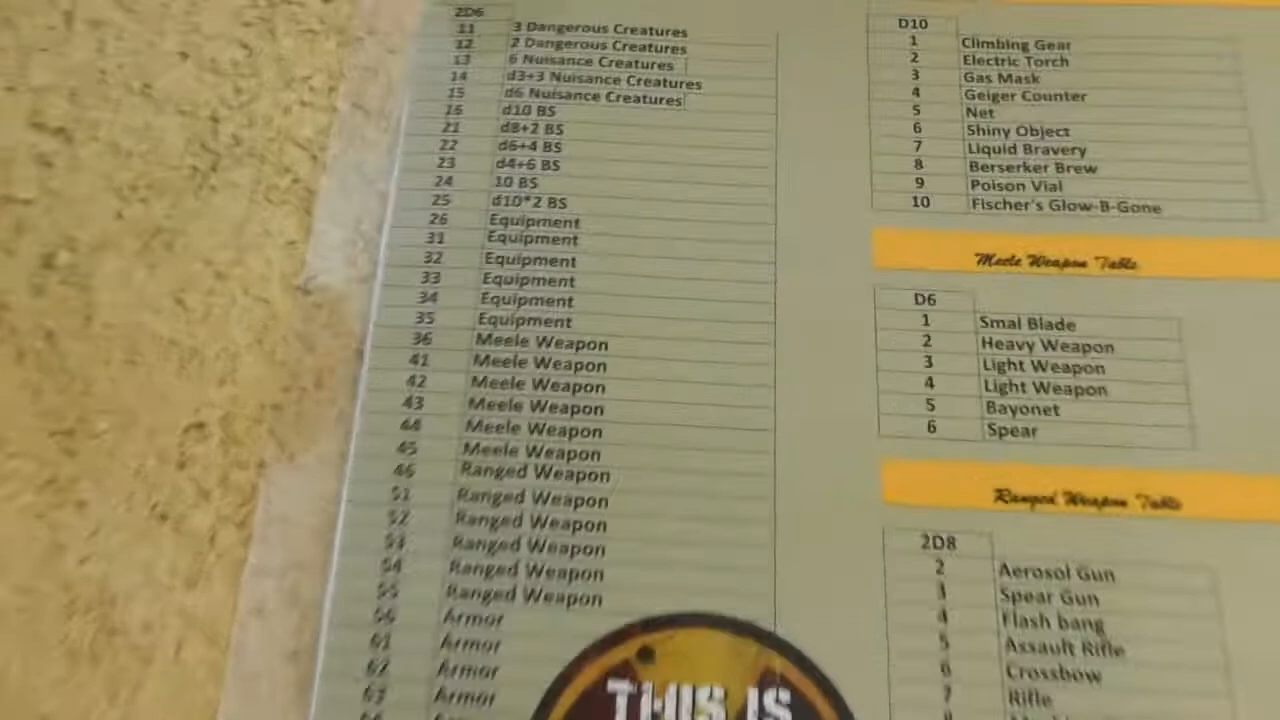 2D6
11 3 Dangerous Creatures
12 2 Dangerous Creatures
13 6 Nuisance Creatures
14 d3+3 Nuisance Creatures
15 d6 Nuisance Creatures
16 d10 BS
21 d8+2 BS
22 d6+4 BS
23 d4+6 BS
24 10 BS
25 d10*2 BS
26 Equipment
31 Equipment
32 Equipment
33 Equipment
34 Equipment
35 Equipment
36 Meele Weapon
41 Meele Weapon
42 Meele Weapon
43 Meele Weapon
44 Meele Weapon
45 Meele Weapon
46 Ranged Weapon
51 Ranged Weapon
52 Ranged Weapon
53 Ranged Weapon
54 Ranged Weapon
55 Ranged Weapon
56 Armor
61 Armor
62 Armor
63 Armor
THIS IS
D10
1 Climbing Gear
2 Electric Torch
3 Gas Mask
4 Geiger Counter
5 Net
6 Shiny Object
7 Liquid Bravery
8 Berserker Brew
9 Poison Vial
10 Fischer's Glow-B-Gone
Meele Weapon Table
D6
1 Smal Blade
2 Heavy Weapon
3 Light Weapon
4 Light Weapon
5 Bayonet
6 Spear
Ranged Weapon Table
2D8
2 Aerosol Gun
3 Spear Gun
4 Flash bang
5 Assault Rifle
6 Crossbow
7 Rifle